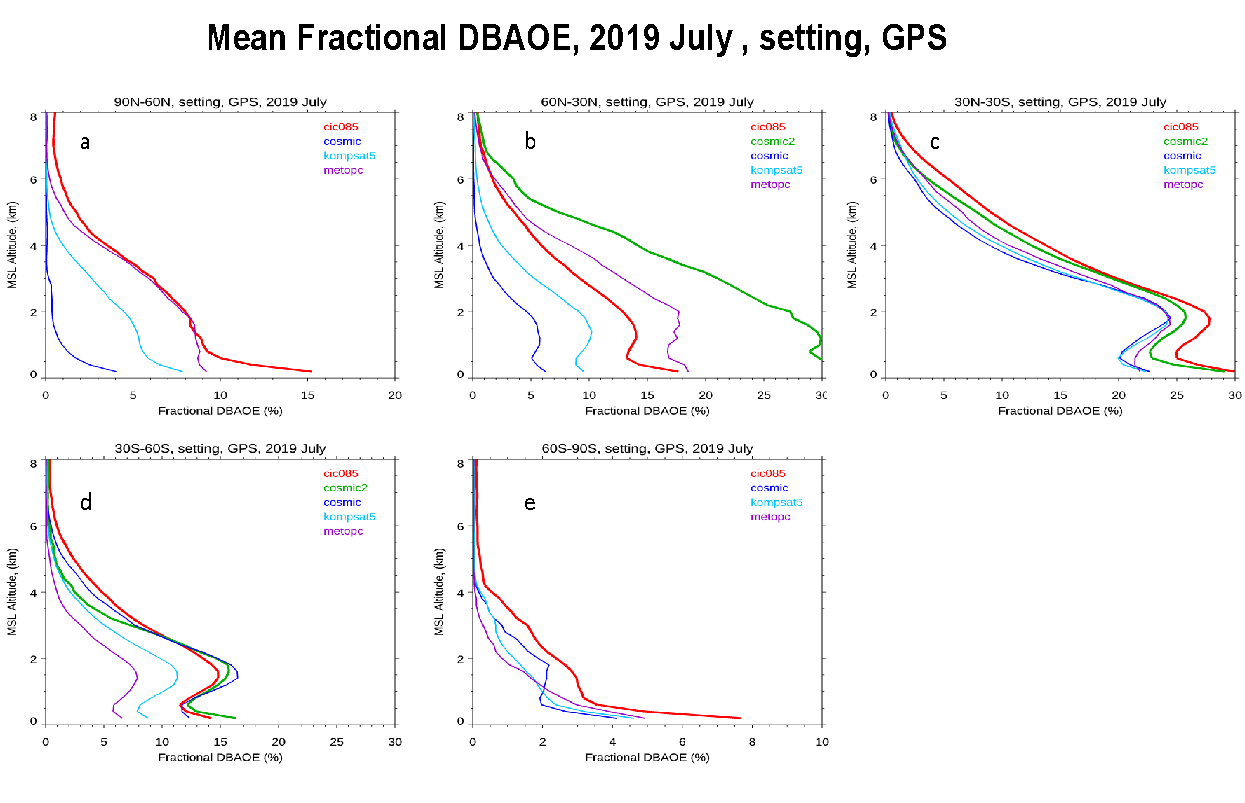 Mean Fractional DBAOE, 2019 July , setting, GPS
90N-60N, setting, GPS, 2019 July
a
cic085
cosmic
kompsat5
metopc
8
6
4
2
0
MSL Altitude, (km)
0 5 10 15 20
Fractional DBAOE (%)
60N-30N, setting, GPS, 2019 July
b
cic085
cosmic2
cosmic
kompsat5
metopc
8
6
4
2
0
MSL Altitude, (km)
0 5 10 15 20 25 30
Fractional DBAOE (%)
30N-30S, setting, GPS, 2019 July
c
cic085
cosmic2
cosmic
kompsat5
metopc
8
6
4
2
0
MSL Altitude, (km)
0 5 10 15 20 25 30
Fractional DBAOE (%)
30S-60S, setting, GPS, 2019 July
d
cic085
cosmic2
cosmic
kompsat5
metopc
8
6
4
2
0
MSL Altitude, (km)
0 5 10 15 20 25 30
Fractional DBAOE (%)
60S-90S, setting, GPS, 2019 July
e
cic085
cosmic
kompsat5
metopc
8
6
4
2
0
MSL Altitude, (km)
0 2 4 6 8 10
Fractional DBAOE (%)